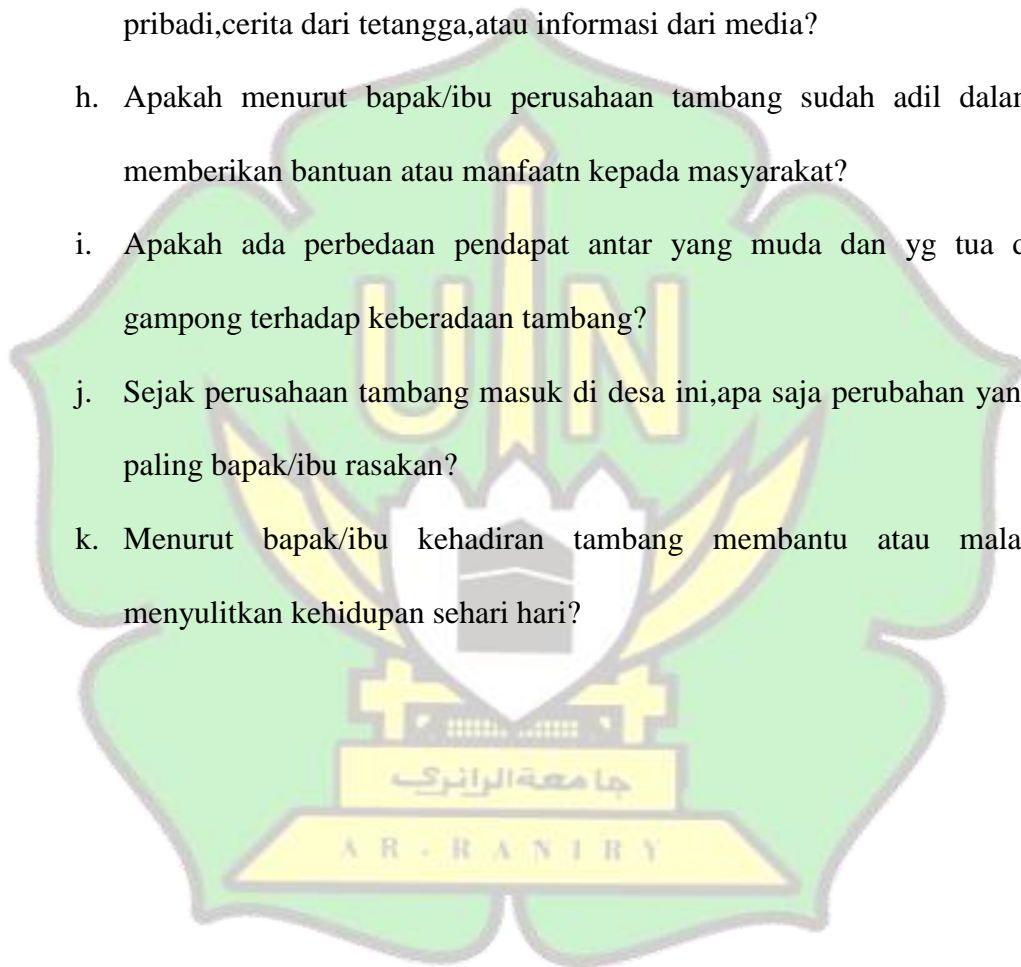 pribadi,cerita dari tetangga,atau informasi dari media?
h. Apakah menurut bapak/ibu perusahaan tambang sudah adil dalam
memberikan bantuan atau manfaatn kepada masyarakat?
i. Apakah ada perbedaan pendapat antar yang muda dan yg tua d
gampong terhadap keberadaan tambang?
j. Sejak perusahaan tambang masuk di desa ini,apa saja perubahan yan
paling bapak/ibu rasakan?
k. Menurut bapak/ibu kehadiran tambang membantu atau mala
menyulitkan kehidupan sehari hari?
UIN
جامعة الرانري
AR-RANIRY